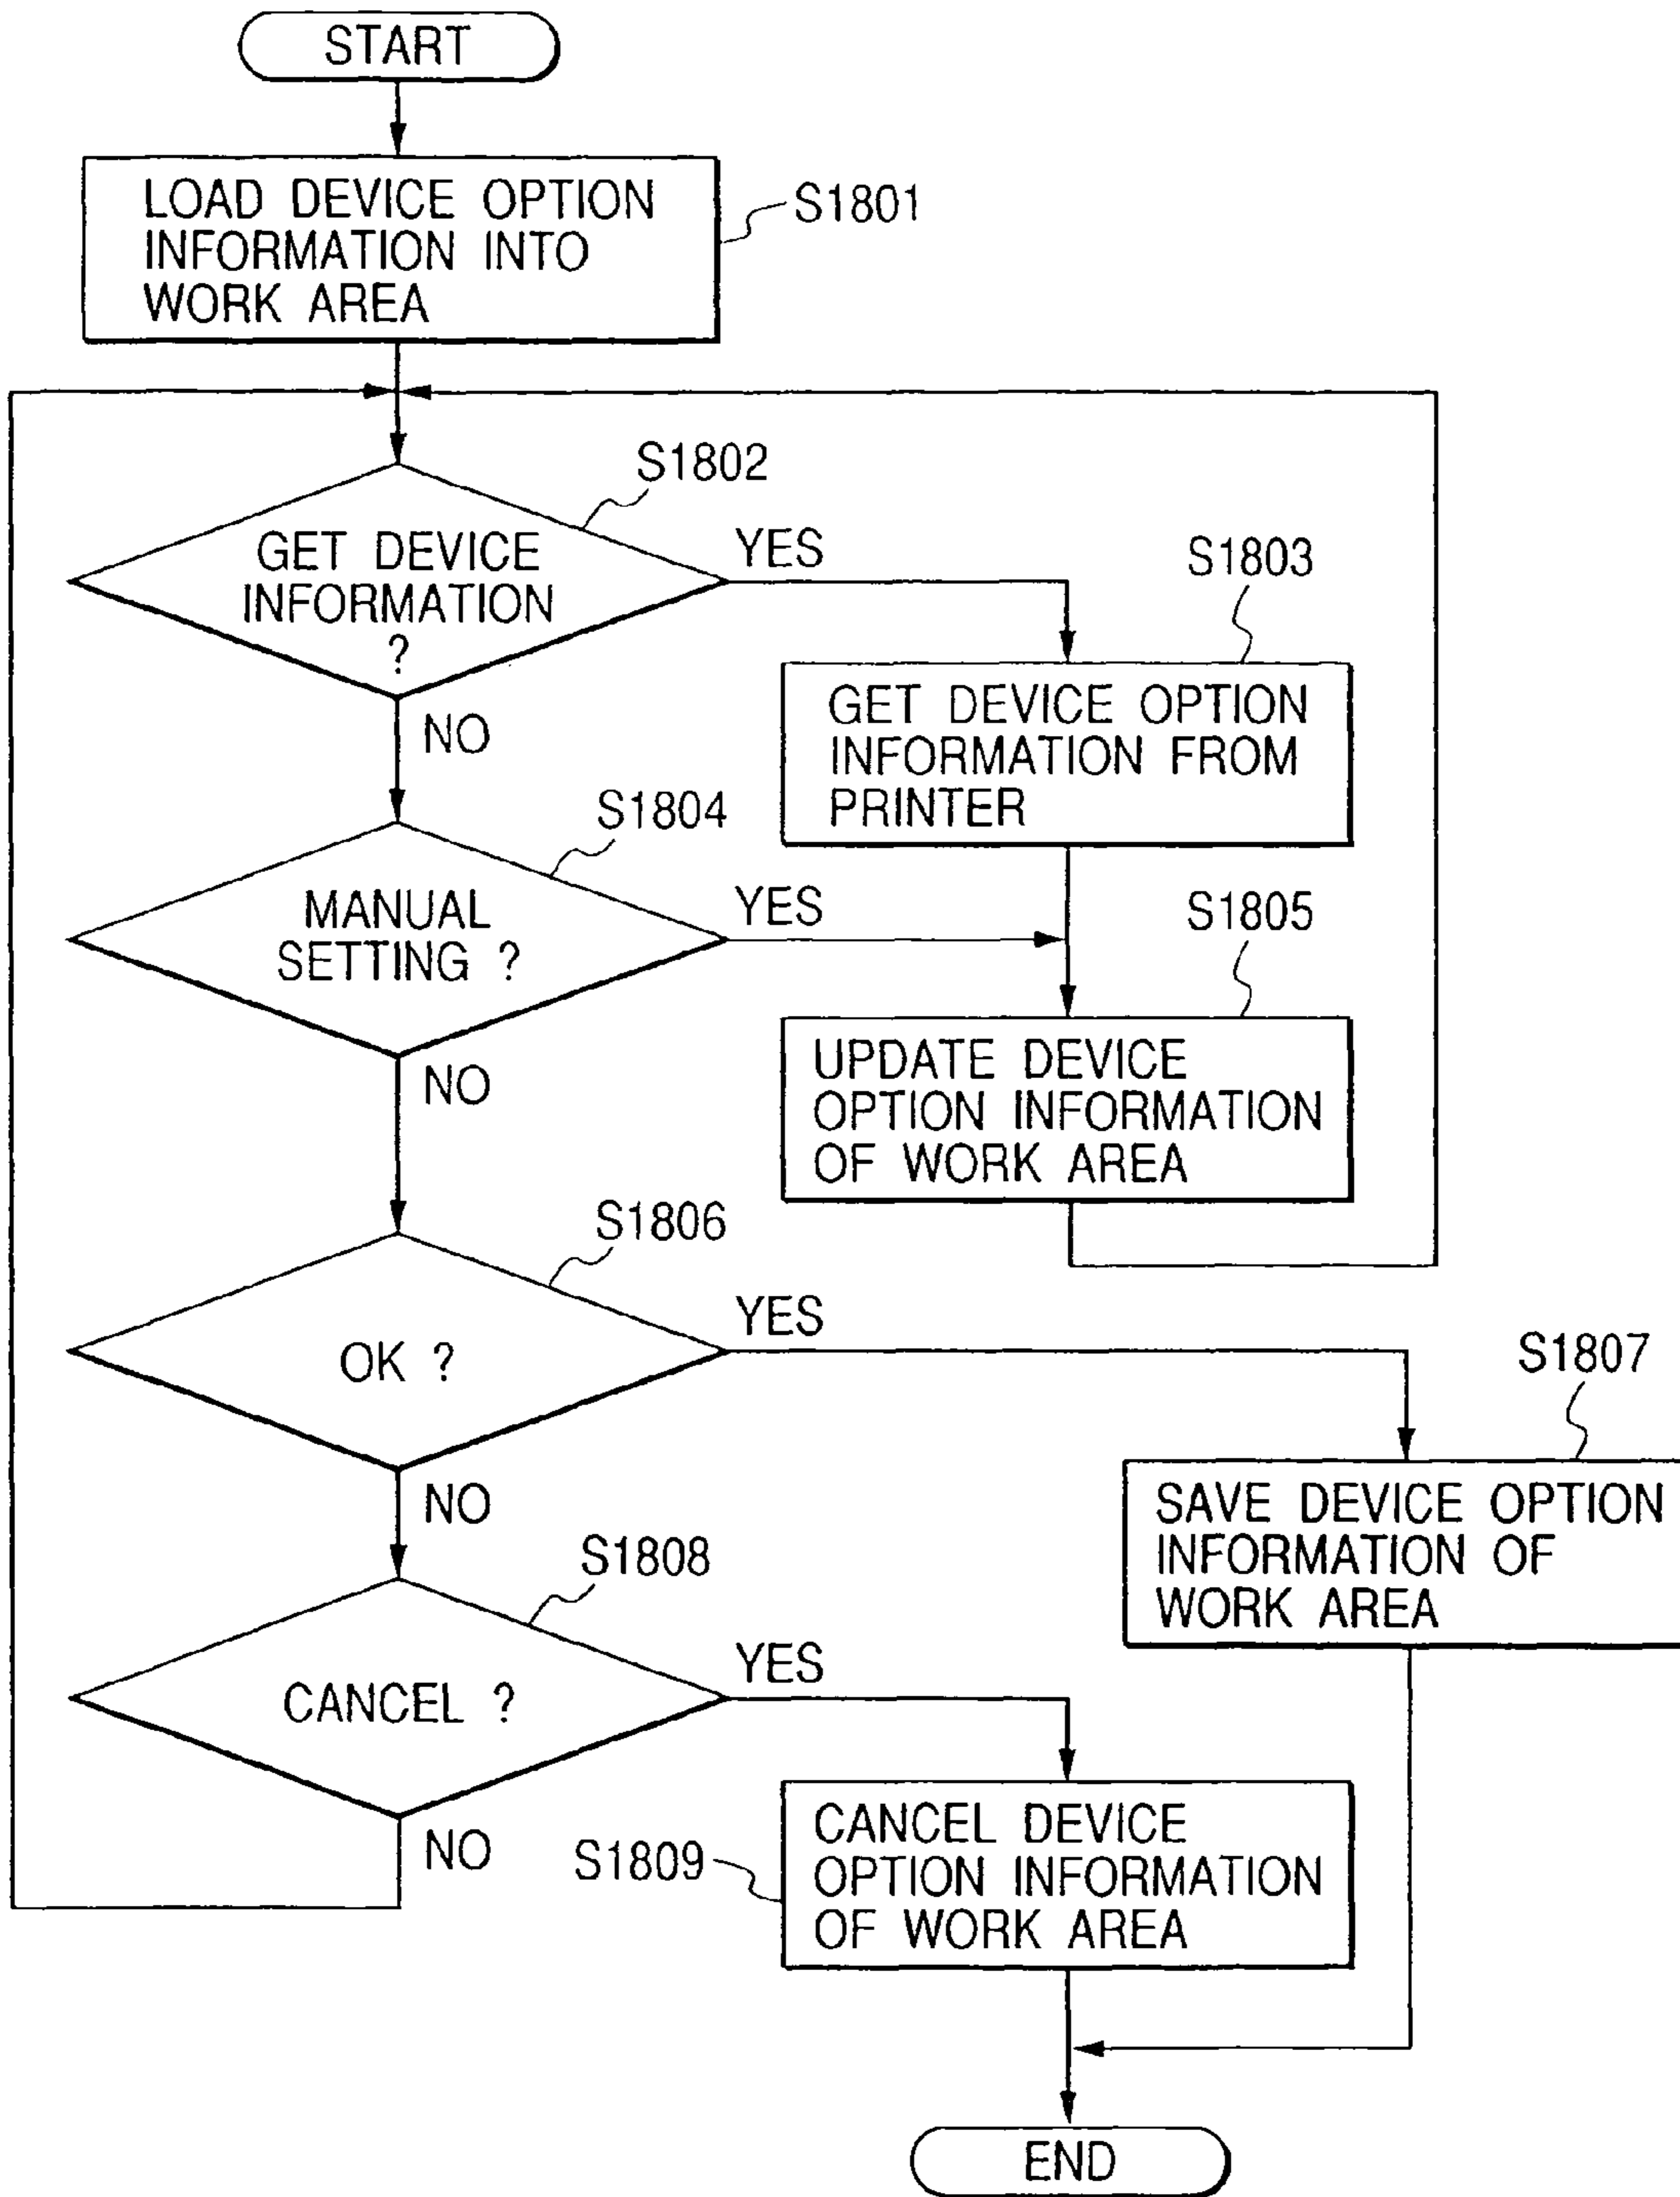 START
LOAD DEVICE OPTION
INFORMATION INTO
WORK AREA
S1801
S1802
GET DEVICE
INFORMATION
?
YES
NO
S1803
GET DEVICE OPTION
INFORMATION FROM
PRINTER
S1804
MANUAL
SETTING ?
YES
NO
S1805
UPDATE DEVICE
OPTION INFORMATION
OF WORK AREA
S1806
OK ?
YES
NO
S1807
SAVE DEVICE OPTION
INFORMATION OF
WORK AREA
S1808
CANCEL ?
YES
NO
S1809
CANCEL DEVICE
OPTION INFORMATION
OF WORK AREA
END